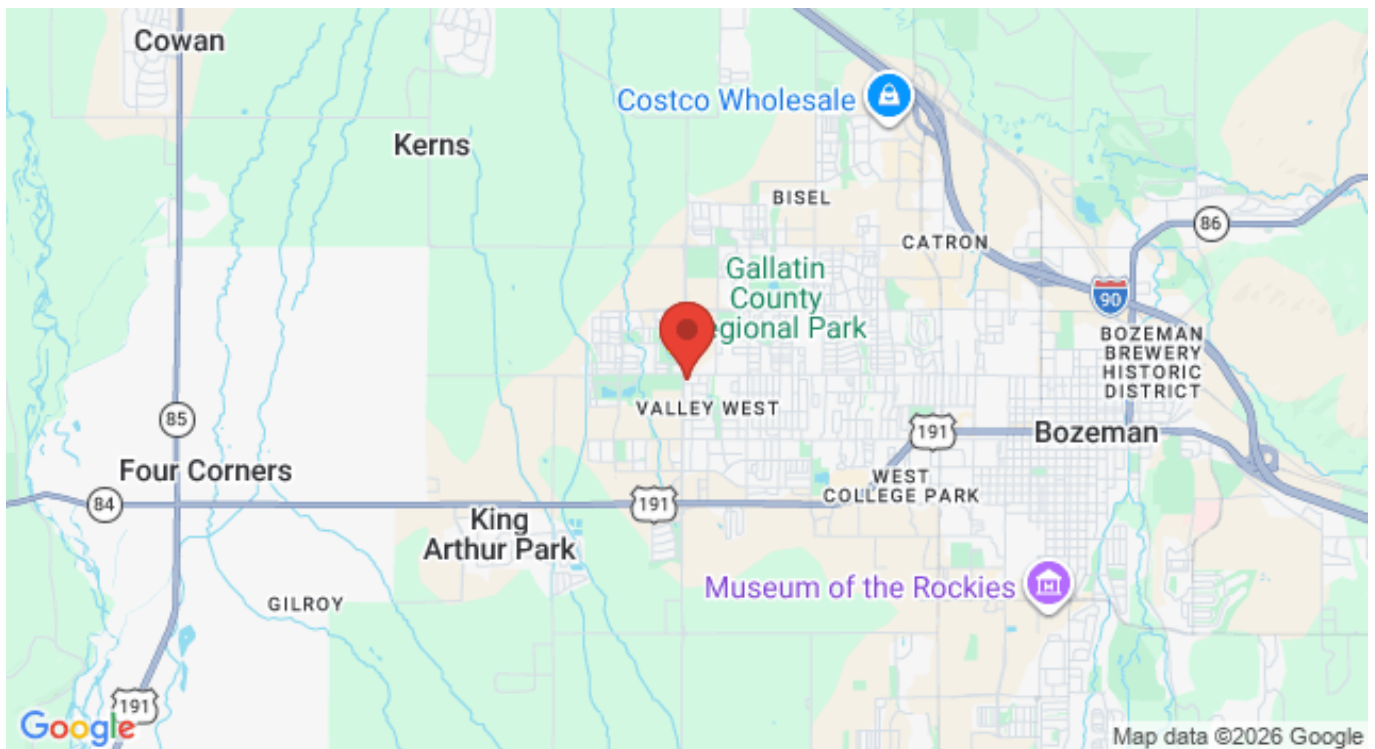 Cowan
Costco Wholesale
Kerns
BISEL
86
CATRON
Gallatin
County
egional Park
90
BOZEMAN
BREWERY
HISTORIC
DISTRICT
VALLEY WEST
85
191
Bozeman
Four Corners
WEST
COLLEGE PARK
84
191
King
Arthur Park
Museum of the Rockies
GILROY
191
Google
Map data ©2026 Google